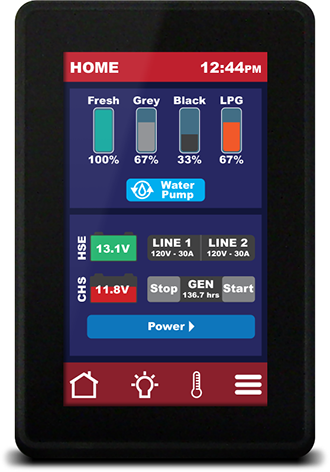 HOME 12:44PM
Fresh Grey Black LPG
100% 67% 33% 67%
Water
Pump
HSE 13.1V LINE 1 LINE 2
120V - 30A 120V - 30A
CHS 11.8V Stop GEN Start
136.7 hrs
Power